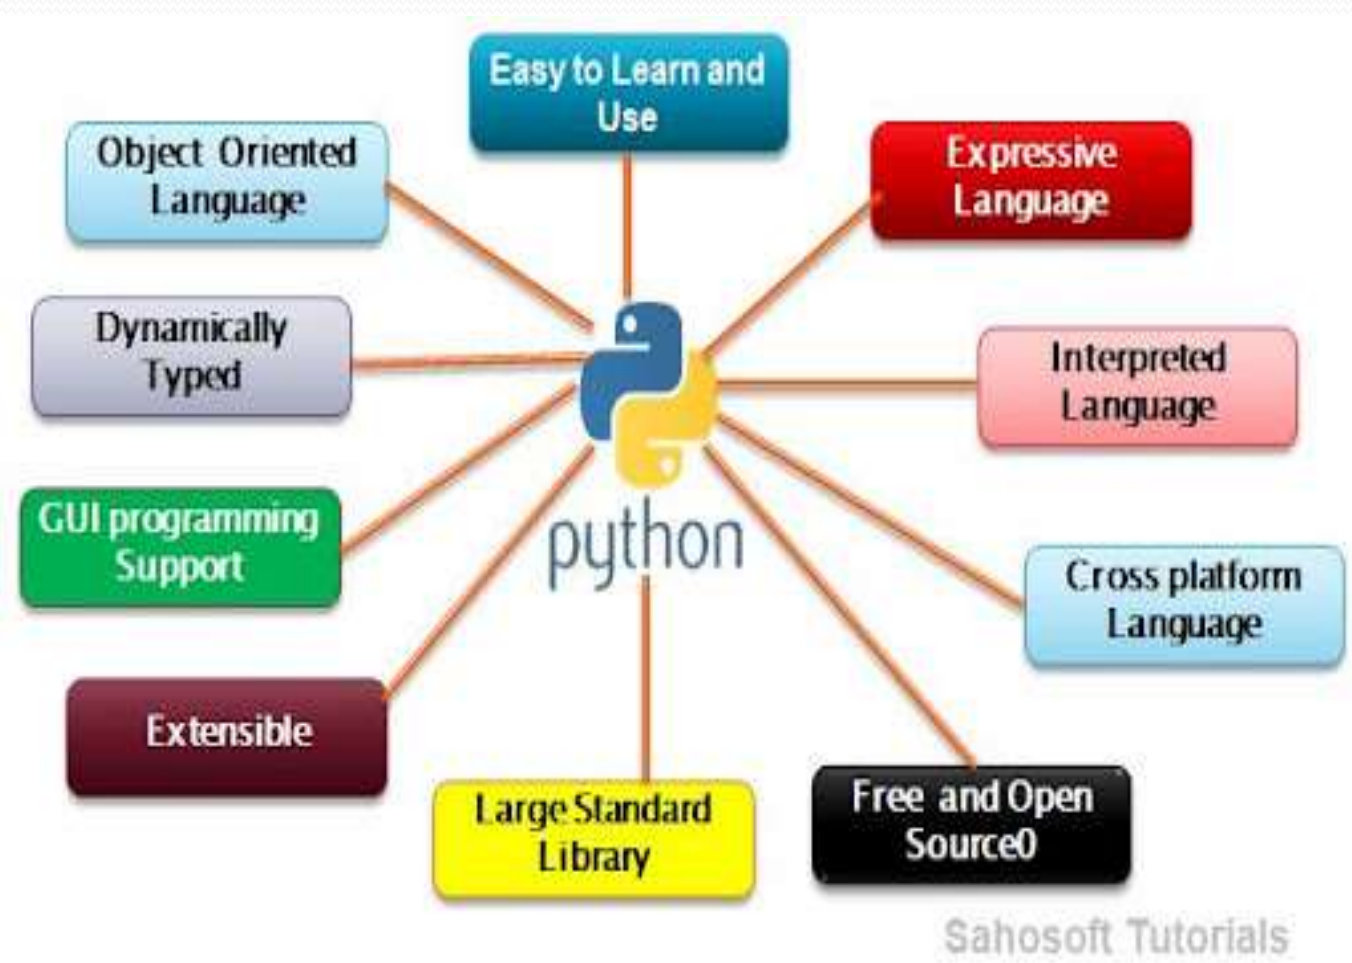 Easy to Learn and
Use
Object Oriented
Language
Expressive
Language
Dynamically
Typed
Interpreted
Language
GUI programming
Support
python
Cross platform
Language
Extensible
Large Standard
Library
Free and Open
Source0
Sahosoft Tutorials